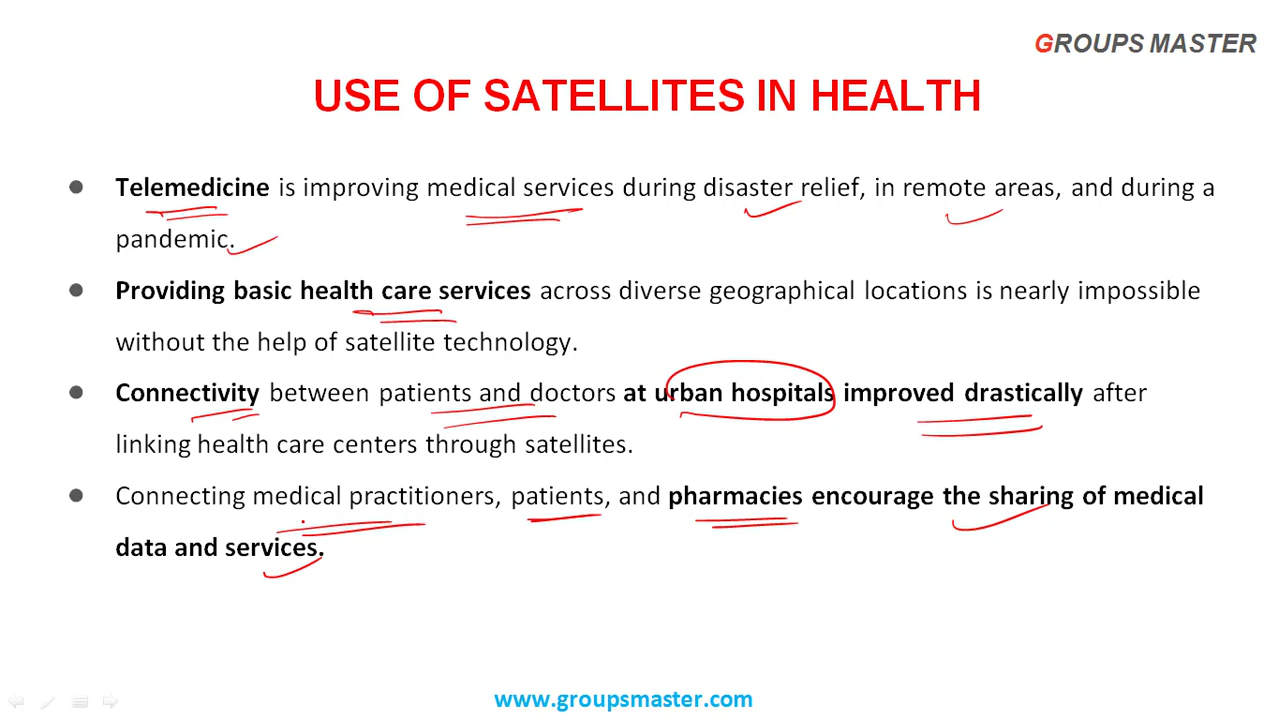 GROUPS MASTER
USE OF SATELLITES IN HEALTH
● Telemedicine is improving medical services during disaster relief, in remote areas, and during a
pandemic.
● Providing basic health care services across diverse geographical locations is nearly impossible
without the help of satellite technology.
● Connectivity between patients and doctors at urban hospitals improved drastically after
linking health care centers through satellites.
● Connecting medical practitioners, patients, and pharmacies encourage the sharing of medical
data and services.
www.groupsmaster.com